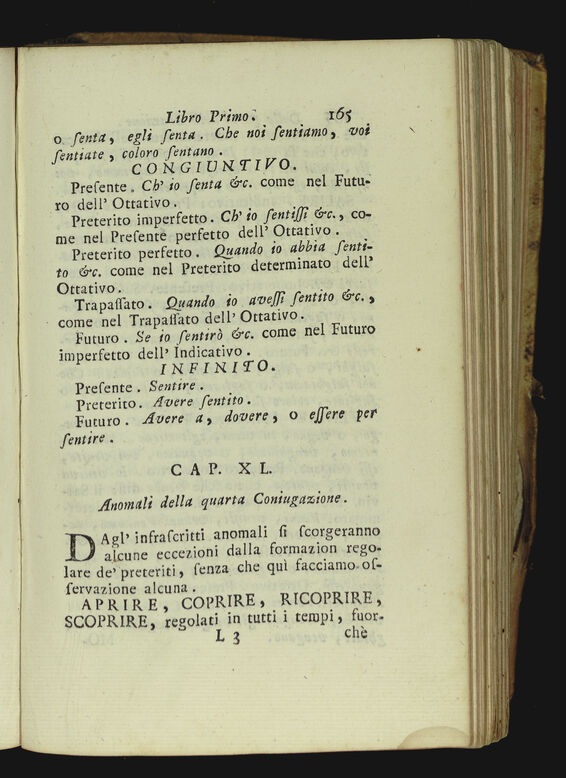 Libro Primo. 165
o ſenta, egli ſenta. Che noi ſentiamo, voi
ſentiate, coloro ſentano.
CONGIUNTIVO.
Preſente. Ch' io ſenta &c. come nel Futu-
ro dell' Ottativo.
Preterito imperfetto. Ch' io ſentiſſi &c., co-
me nel Preſente perfetto dell' Ottativo.
Preterito perfetto. Quando io abbia ſenti-
to &c. come nel Preterito determinato dell'
Ottativo.
Trapaſſato. Quando io aveſſi ſentito &c.,
come nel Trapaſſato dell' Ottativo.
Futuro. Se io ſentirò &c. come nel Futuro
imperfetto dell' Indicativo.
INFINITO.
Preſente. Sentire.
Preterito. Avere ſentito.
Futuro. Avere a, dovere, o eſſere per
ſentire.
CAP. XL.
Anomali della quarta Coniugazione.
DAgl' infraſcritti anomali ſi ſcorgeranno
alcune eccezioni dalla formazion rego-
lare de' preteriti, ſenza che quì facciamo oſ-
ſervazione alcuna.
APRIRE, COPRIRE, RICOPRIRE,
SCOPRIRE, regolati in tutti i tempi, fuor-
L 3 chè